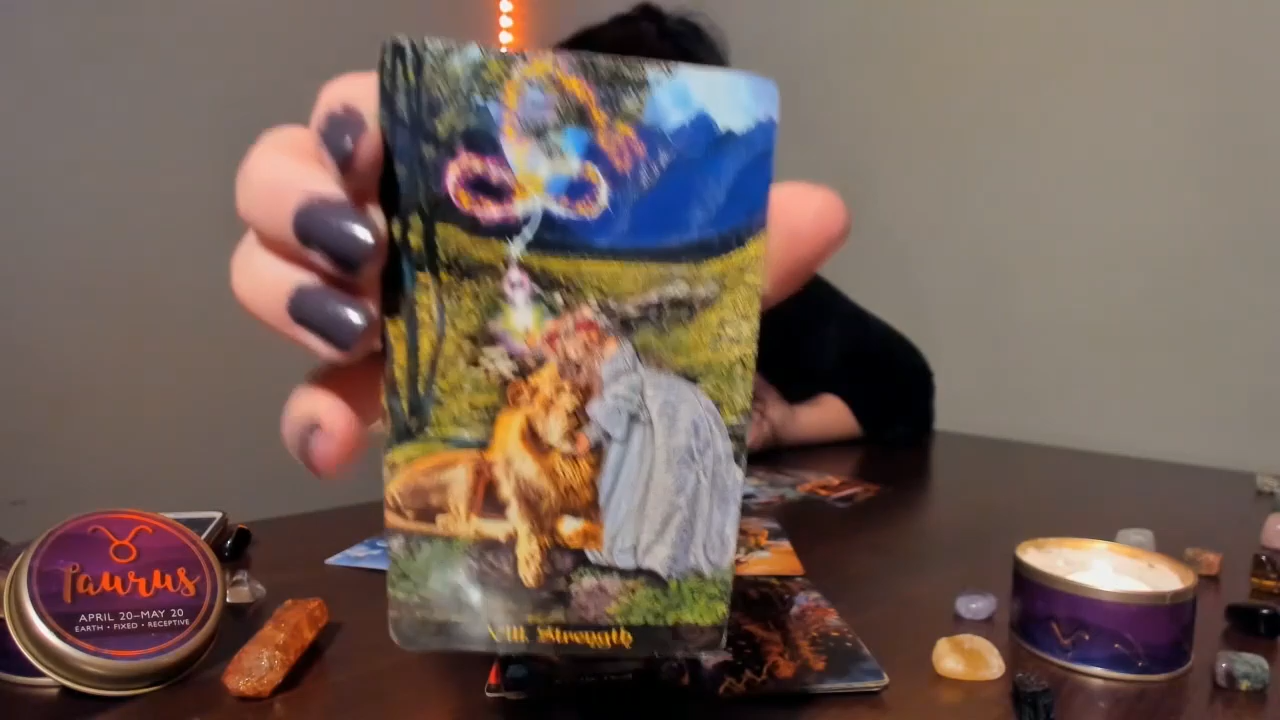 VIII. Strength
Taurus
APRIL 20–MAY 20
EARTH • FIXED • RECEPTIVE